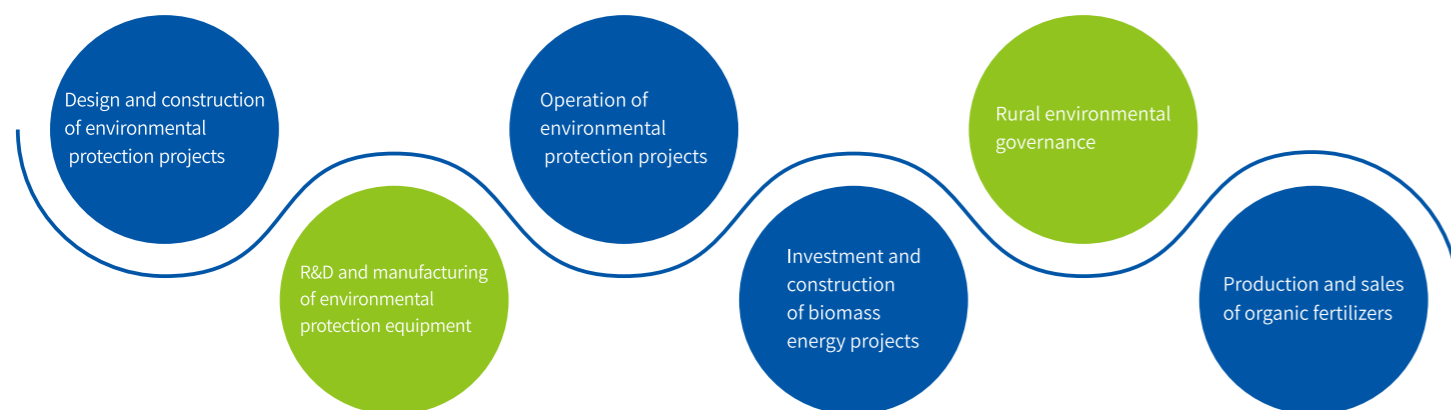 Design and construction
of environmental
protection projects
R&D and manufacturing
of environmental
protection equipment
Operation of
environmental
protection projects
Investment and
construction
of biomass
energy projects
Rural environmental
governance
Production and sales
of organic fertilizers